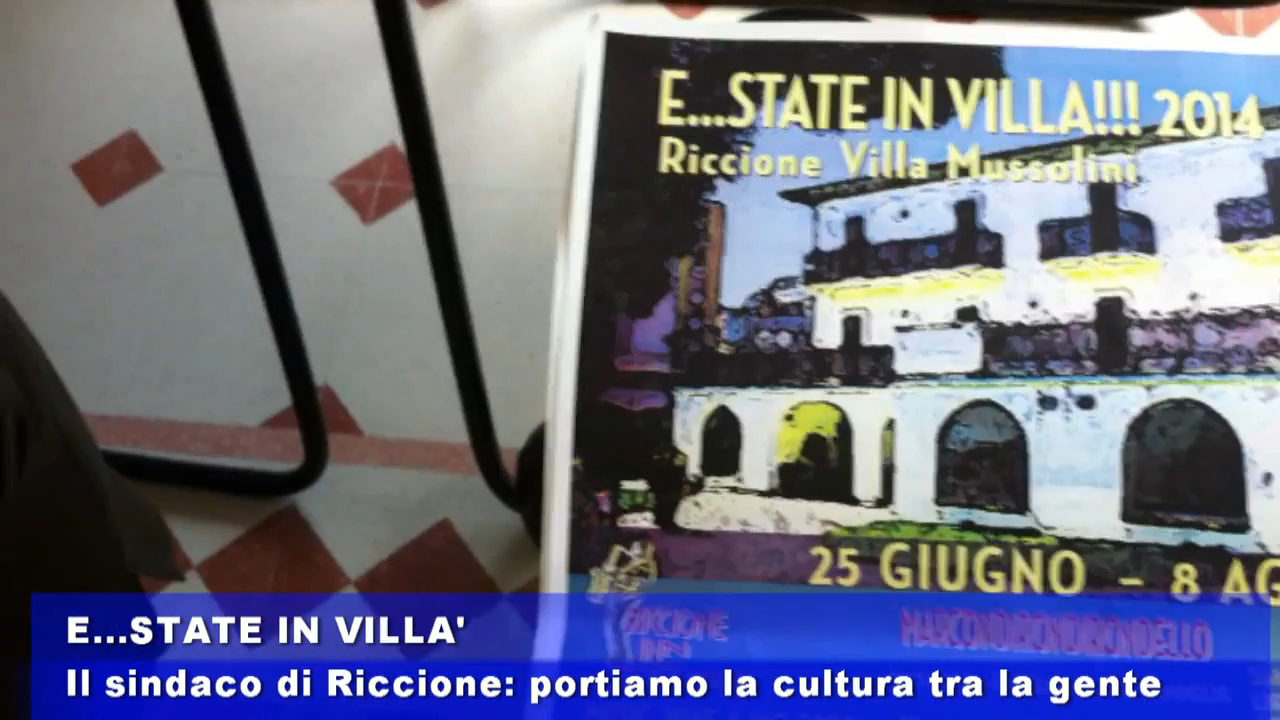 E...STATE IN VILLA!!! 2014
Riccione Villa Mussolini
25 GIUGNO - 8 AG
RICCIONE
E...STATE IN VILLA'
Il sindaco di Riccione: portiamo la cultura tra la gente